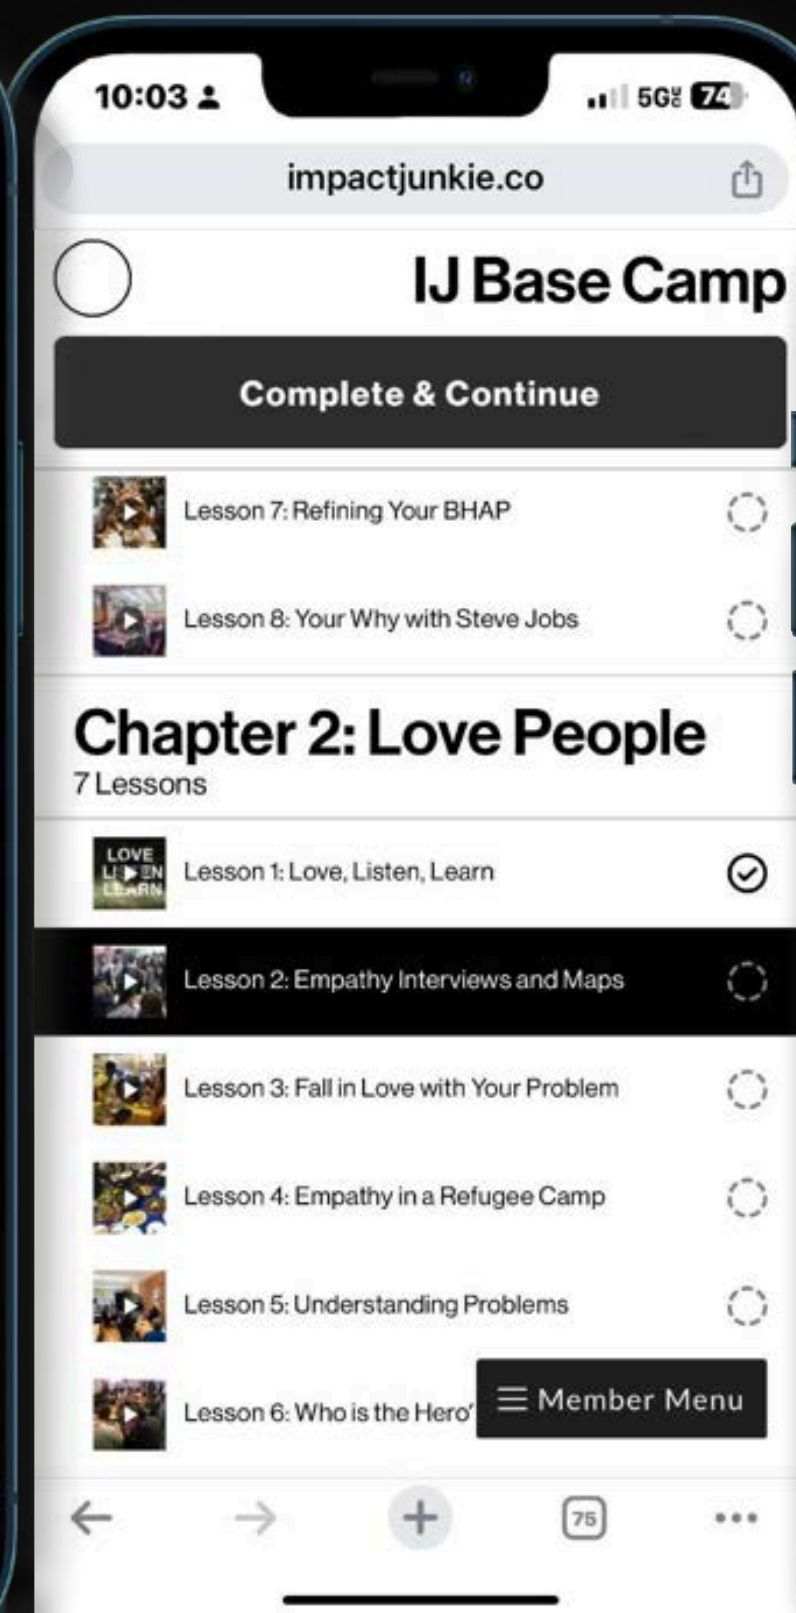 10:03
5G 74
impactjunkie.co
IJ Base Camp
Complete & Continue
Lesson 7: Refining Your BHAP
Lesson 8: Your Why with Steve Jobs
Chapter 2: Love People
7 Lessons
LOVE
LISTEN
LEARN
Lesson 1: Love, Listen, Learn
Lesson 2: Empathy Interviews and Maps
Lesson 3: Fall in Love with Your Problem
Lesson 4: Empathy in a Refugee Camp
Lesson 5: Understanding Problems
Lesson 6: Who is the Hero
Member Menu
75